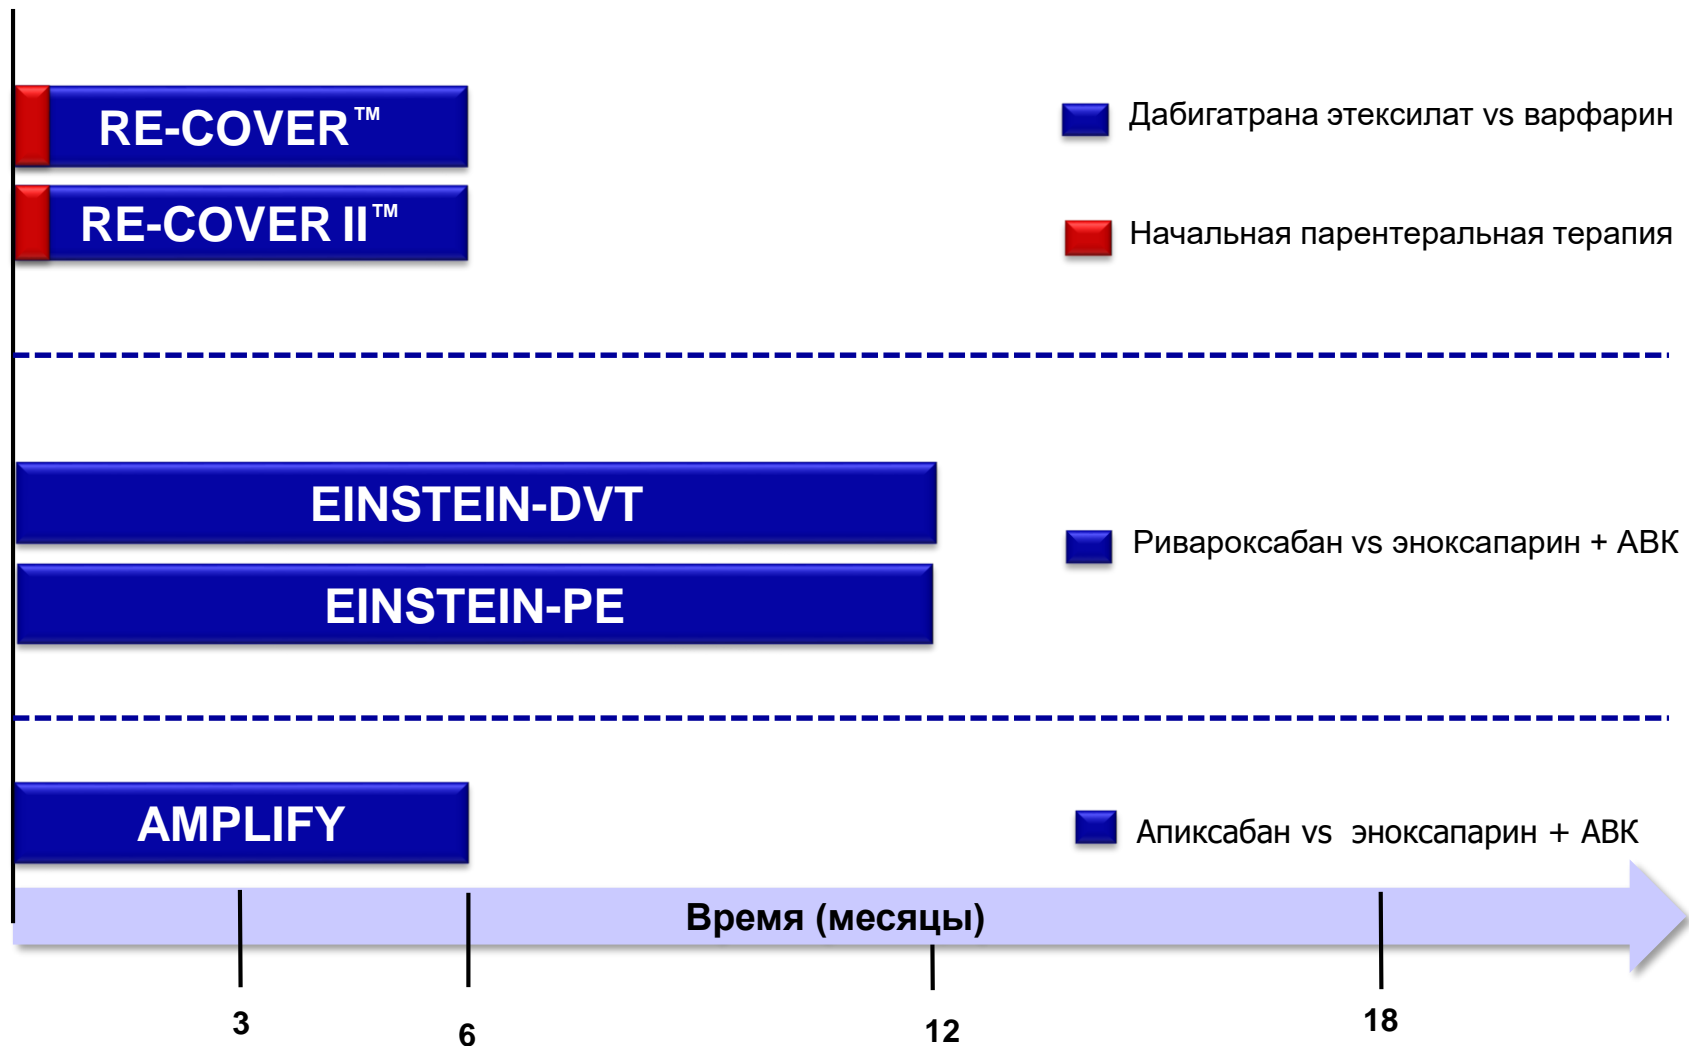 RE-COVER™
Дабигатрана этексилат vs варфарин
RE-COVER II™
Начальная парентеральная терапия
EINSTEIN-DVT
Ривароксабан vs эноксапарин + АВК
EINSTEIN-PE
AMPLIFY
Апиксабан vs эноксапарин + АВК
Время (месяцы)
3
6
12
18